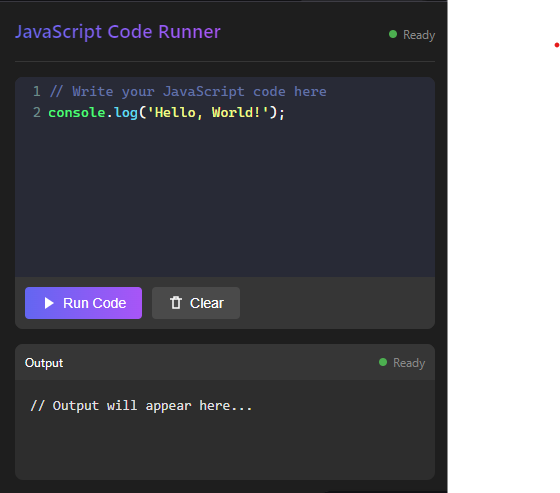 JavaScript Code Runner
Ready
1 // Write your JavaScript code here
2 console.log('Hello, World!');
Run Code
Clear
Output
Ready
// Output will appear here...